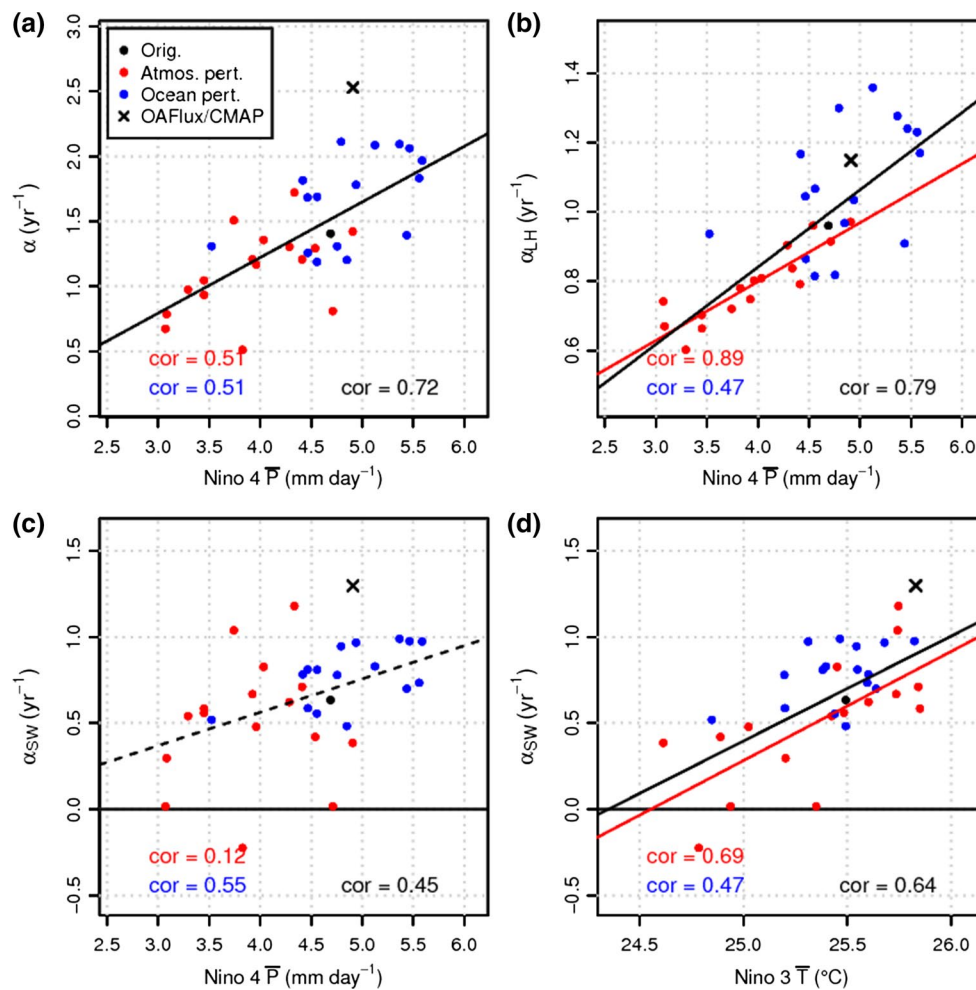 (a)
3.0
2.5
2.0
1.5
1.0
0.5
0.0
α (yr⁻¹)
Orig.
Atmos. pert.
Ocean pert.
OAFlux/CMAP
cor = 0.51
cor = 0.51
cor = 0.72
2.5 3.0 3.5 4.0 4.5 5.0 5.5 6.0
Nino 4 P̅ (mm day⁻¹)
(b)
1.4
1.2
1.0
0.8
0.6
α_LH (yr⁻¹)
cor = 0.89
cor = 0.47
cor = 0.79
2.5 3.0 3.5 4.0 4.5 5.0 5.5 6.0
Nino 4 P̅ (mm day⁻¹)
(c)
1.5
1.0
0.5
0.0
−0.5
α_SW (yr⁻¹)
cor = 0.12
cor = 0.55
cor = 0.45
2.5 3.0 3.5 4.0 4.5 5.0 5.5 6.0
Nino 4 P̅ (mm day⁻¹)
(d)
1.5
1.0
0.5
0.0
−0.5
α_SW (yr⁻¹)
cor = 0.69
cor = 0.47
cor = 0.64
24.5 25.0 25.5 26.0
Nino 3 T̅ (°C)